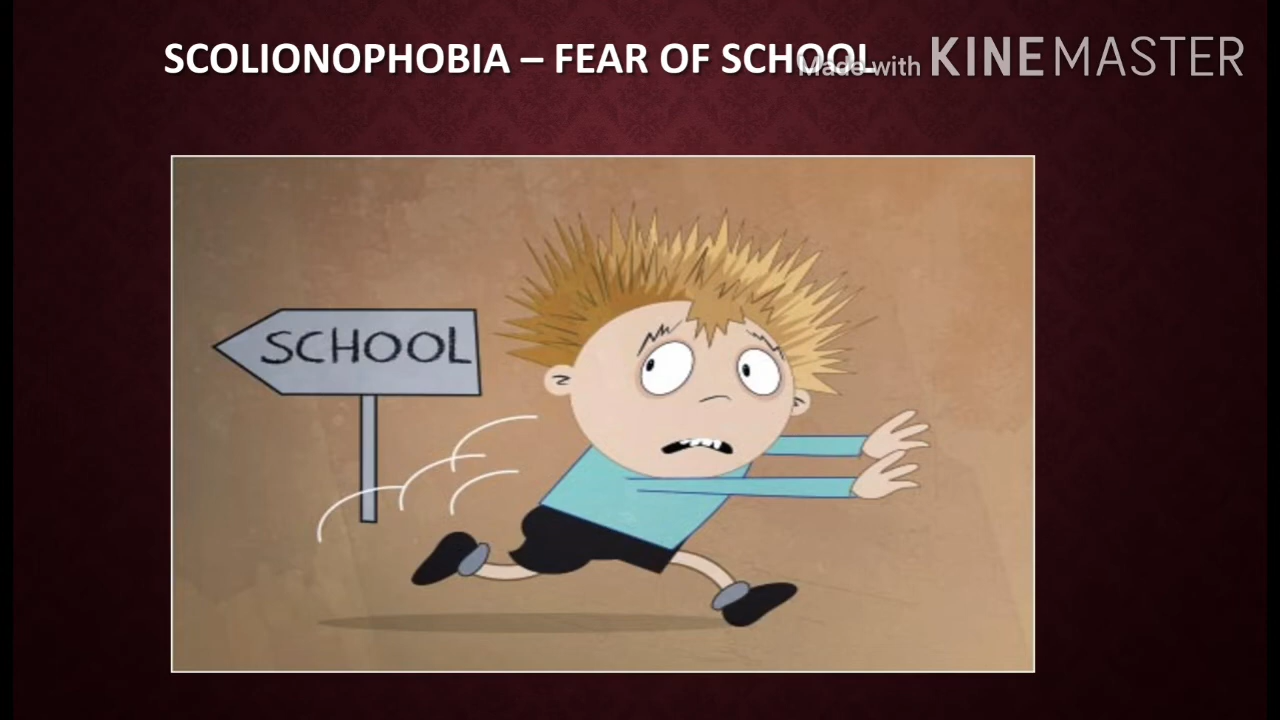 SCOLIONOPHOBIA – FEAR OF SCHOOL
Made with KINEMASTER
SCHOOL